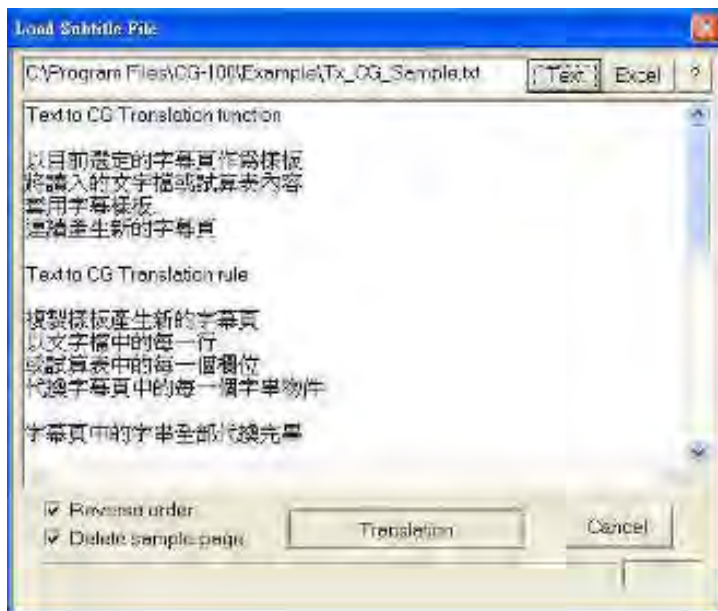 Load Subtitle File
C:\Program Files\CG-100\Example\Tx_CG_Sample.txt
Text
Excel
?
Text to CG Translation function
以目前選定的字幕頁作為樣板
將讀入的文字檔或試算表內容
套用字幕樣板
連續產生新的字幕頁
Text to CG Translation rule
複製樣板產生新的字幕頁
以文字檔中的每一行
或試算表中的每一個欄位
代換字幕頁中的每一個字串物件
字幕頁中的字串全部代換完畢
Reverse order
Delete sample page
Translation
Cancel